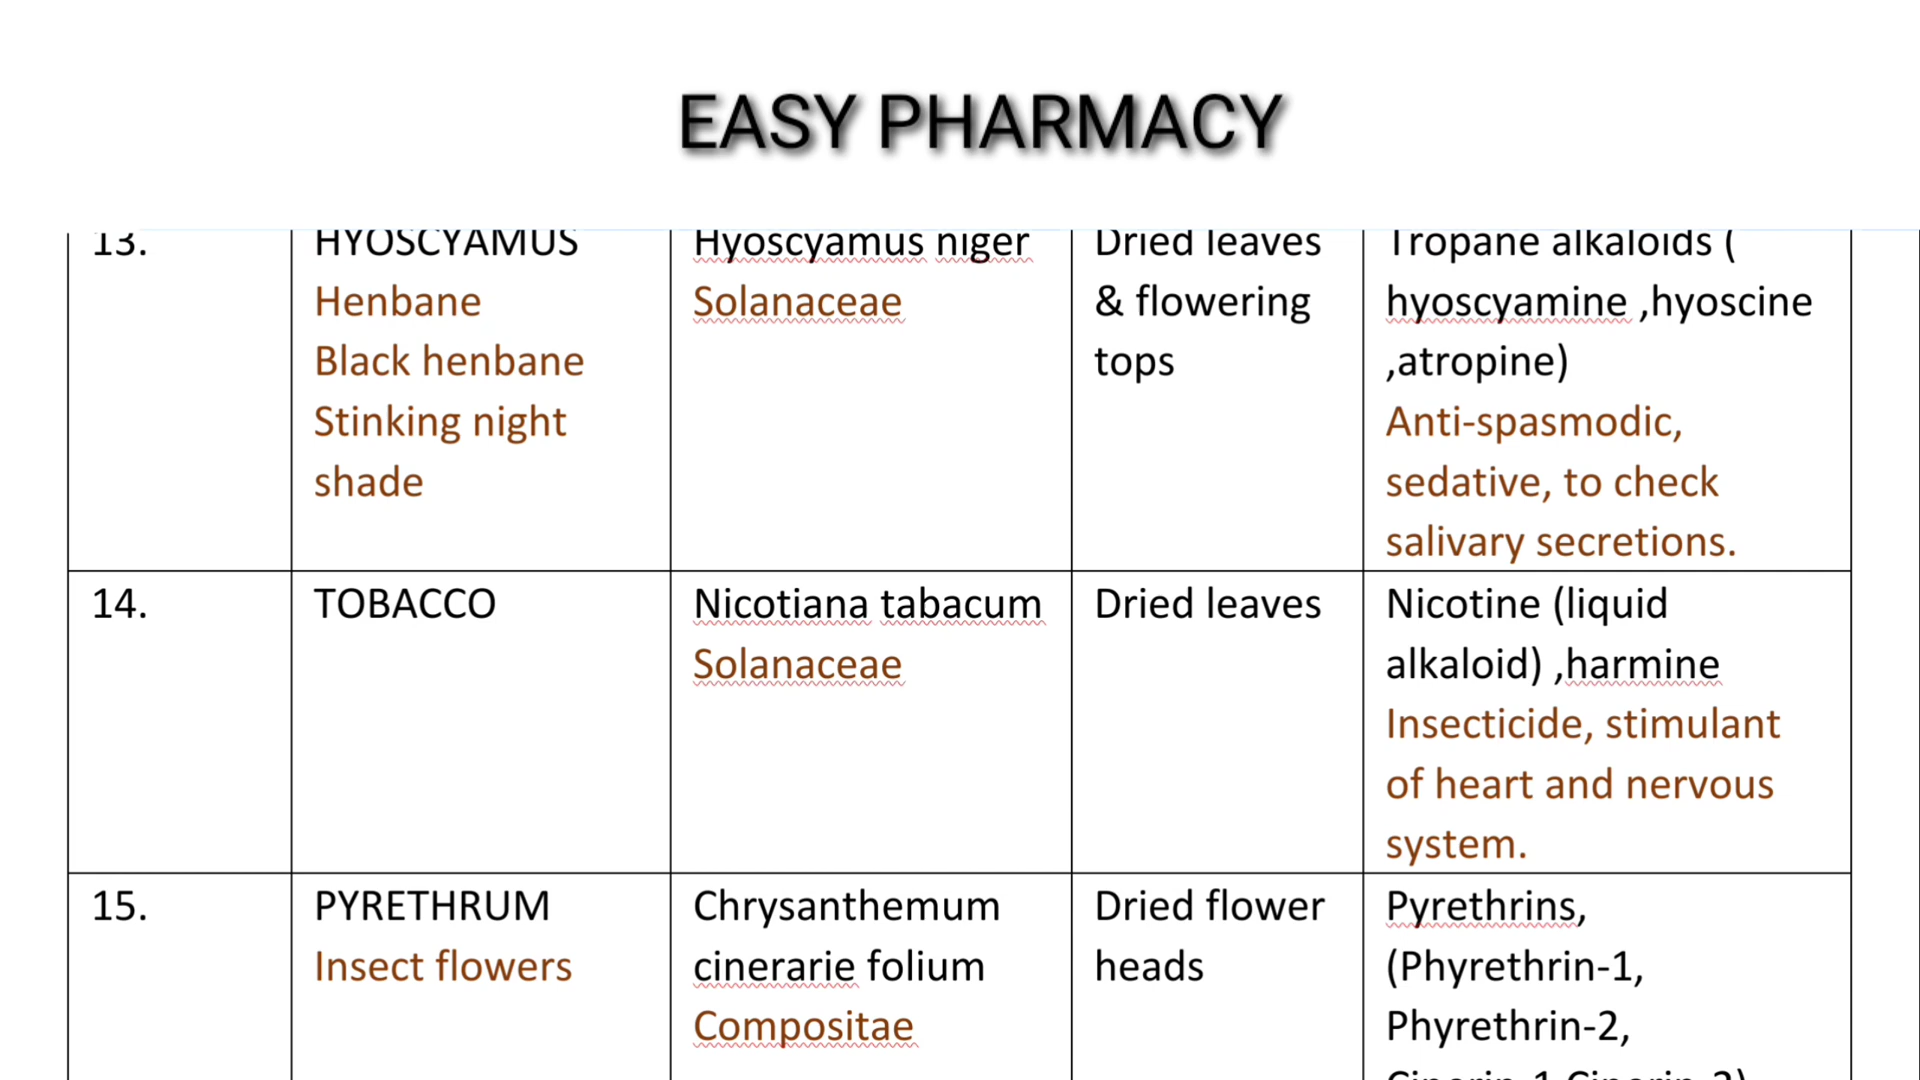 EASY PHARMACY
13.
HYOSCYAMUS
Henbane
Black henbane
Stinking night
shade
Hyoscyamus niger
Solanaceae
Dried leaves
& flowering
tops
Tropane alkaloids (
hyoscyamine ,hyoscine
,atropine)
Anti-spasmodic,
sedative, to check
salivary secretions.
14.
TOBACCO
Nicotiana tabacum
Solanaceae
Dried leaves
Nicotine (liquid
alkaloid) ,harmine
Insecticide, stimulant
of heart and nervous
system.
15.
PYRETHRUM
Insect flowers
Chrysanthemum
cinerarie folium
Compositae
Dried flower
heads
Pyrethrins,
(Phyrethrin-1,
Phyrethrin-2,